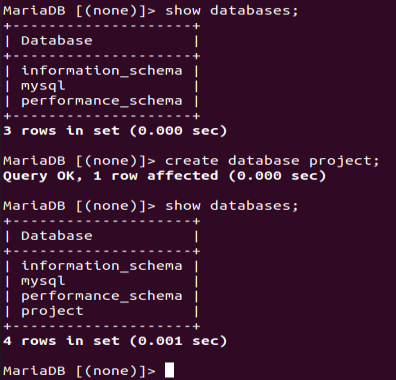 MariaDB [(none)]> show databases;
+--------------------+
| Database           |
+--------------------+
| information_schema |
| mysql              |
| performance_schema |
+--------------------+
3 rows in set (0.000 sec)
MariaDB [(none)]> create database project;
Query OK, 1 row affected (0.000 sec)
MariaDB [(none)]> show databases;
+--------------------+
| Database           |
+--------------------+
| information_schema |
| mysql              |
| performance_schema |
| project            |
+--------------------+
4 rows in set (0.001 sec)
MariaDB [(none)]>